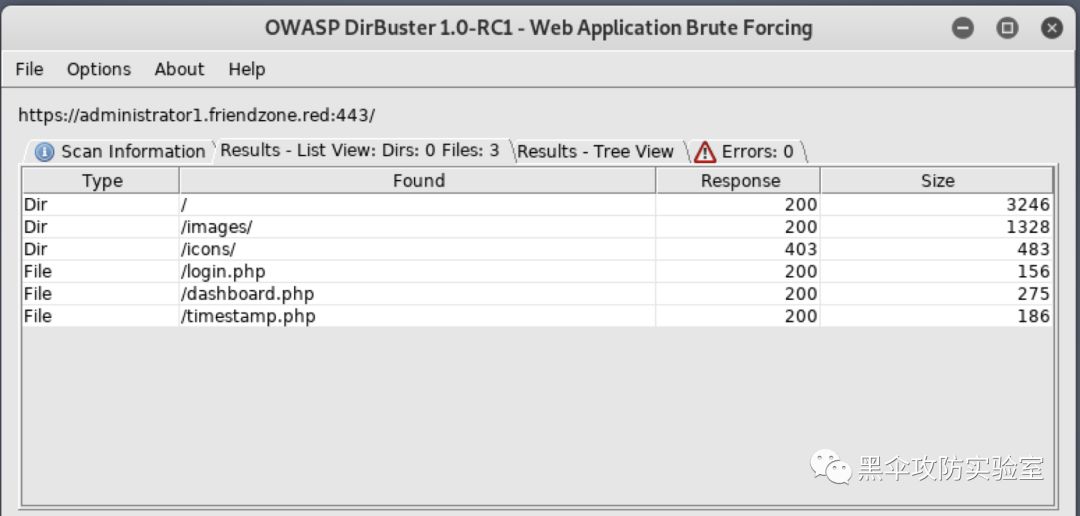 OWASP DirBuster 1.0-RC1 - Web Application Brute Forcing
File Options About Help
https://administrator1.friendzone.red:443/
Scan Information Results - List View: Dirs: 0 Files: 3 Results - Tree View Errors: 0
Type Found Response Size
Dir / 200 3246
Dir /images/ 200 1328
Dir /icons/ 403 483
File /login.php 200 156
File /dashboard.php 200 275
File /timestamp.php 200 186
黑伞攻防实验室